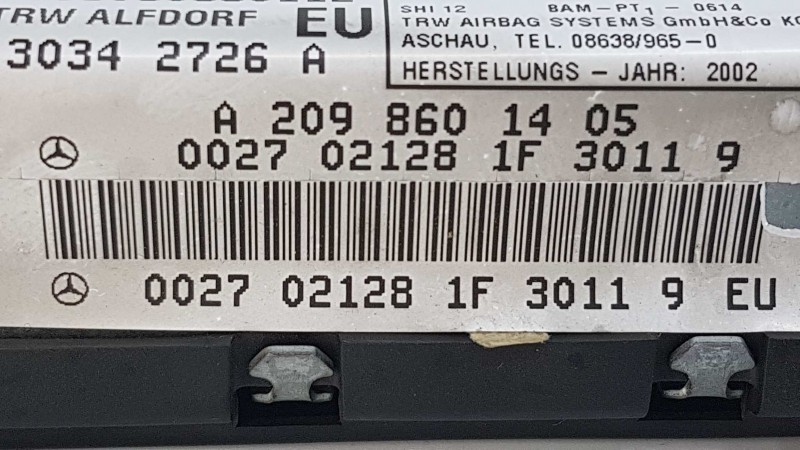 TRW ALFDORF EU
3034 2726 A
SHI 12 BAM-PT1 - 0614
TRW AIRBAG SYSTEMS GmbH&Co KG
ASCHAU, TEL. 08638/965-0
HERSTELLUNGS - JAHR: 2002
A 209 860 14 05
0027 02128 1F 3011 9
0027 02128 1F 3011 9 EU